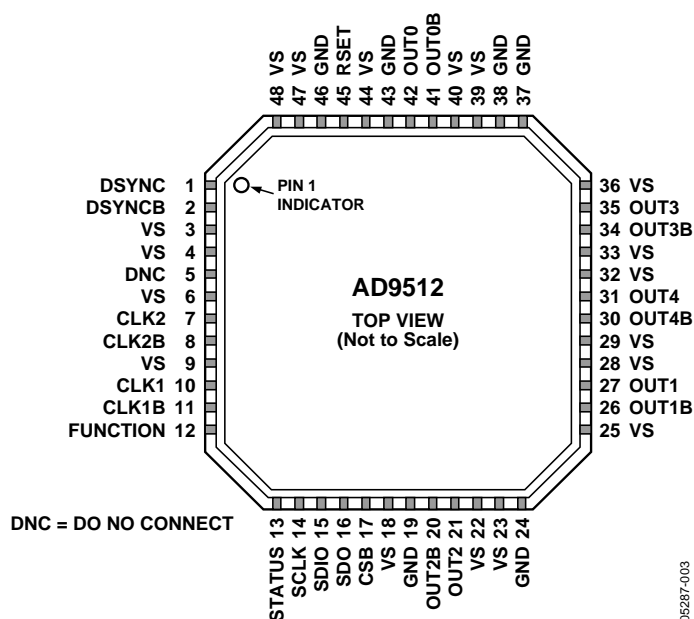 48 VS
47 VS
46 GND
45 RSET
44 VS
43 GND
42 OUT0
41 OUT0B
40 VS
39 VS
38 GND
37 GND
DSYNC 1
DSYNCB 2
VS 3
VS 4
DNC 5
VS 6
CLK2 7
CLK2B 8
VS 9
CLK1 10
CLK1B 11
FUNCTION 12
PIN 1
INDICATOR
AD9512
TOP VIEW
(Not to Scale)
36 VS
35 OUT3
34 OUT3B
33 VS
32 VS
31 OUT4
30 OUT4B
29 VS
28 VS
27 OUT1
26 OUT1B
25 VS
DNC = DO NO CONNECT
STATUS 13
SCLK 14
SDIO 15
SDO 16
CSB 17
VS 18
GND 19
OUT2B 20
OUT2 21
VS 22
VS 23
GND 24
05287-003